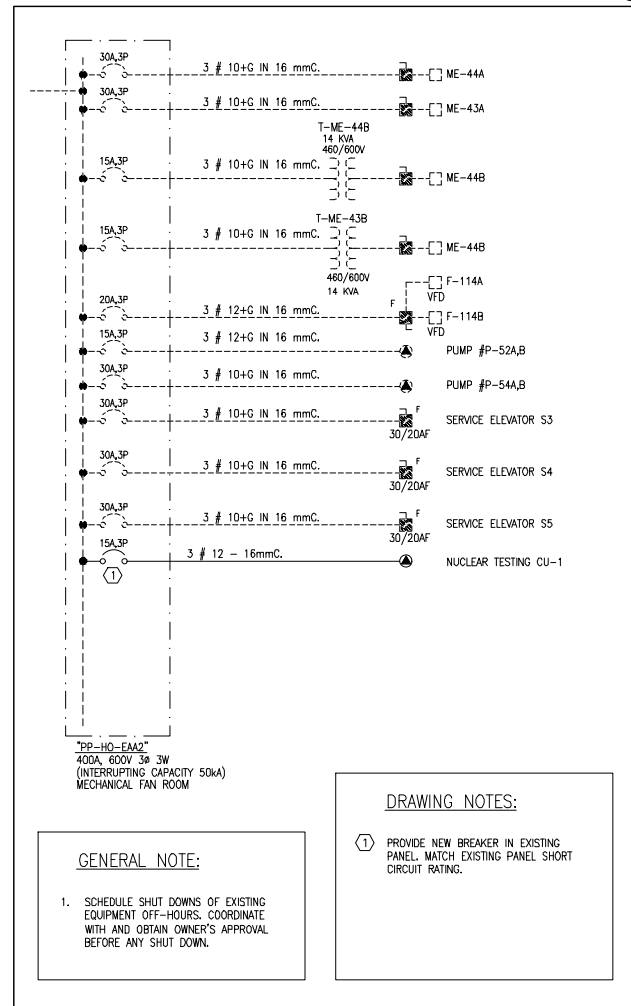 30A,3P
3 # 10+G IN 16 mmC.
ME-44A
30A,3P
3 # 10+G IN 16 mmC.
ME-43A
T-ME-44B
14 KVA
460/600V
15A,3P
3 # 10+G IN 16 mmC.
ME-44B
T-ME-43B
15A,3P
3 # 10+G IN 16 mmC.
ME-44B
460/600V
14 KVA
F-114A
VFD
F
20A,3P
3 # 12+G IN 16 mmC.
F-114B
VFD
15A,3P
3 # 12+G IN 16 mmC.
PUMP #P-52A,B
30A,3P
3 # 10+G IN 16 mmC.
PUMP #P-54A,B
30A,3P
3 # 10+G IN 16 mmC.
F
SERVICE ELEVATOR S3
30/20AF
30A,3P
3 # 10+G IN 16 mmC.
F
SERVICE ELEVATOR S4
30/20AF
30A,3P
3 # 10+G IN 16 mmC.
F
SERVICE ELEVATOR S5
30/20AF
15A,3P
3 # 12 - 16mmC.
NUCLEAR TESTING CU-1
1
"PP-HO-EAA2"
400A, 600V 3ø 3W
(INTERRUPTING CAPACITY 50kA)
MECHANICAL FAN ROOM
GENERAL NOTE:
1. SCHEDULE SHUT DOWNS OF EXISTING
EQUIPMENT OFF-HOURS. COORDINATE
WITH AND OBTAIN OWNER'S APPROVAL
BEFORE ANY SHUT DOWN.
DRAWING NOTES:
1 PROVIDE NEW BREAKER IN EXISTING
PANEL. MATCH EXISTING PANEL SHORT
CIRCUIT RATING.